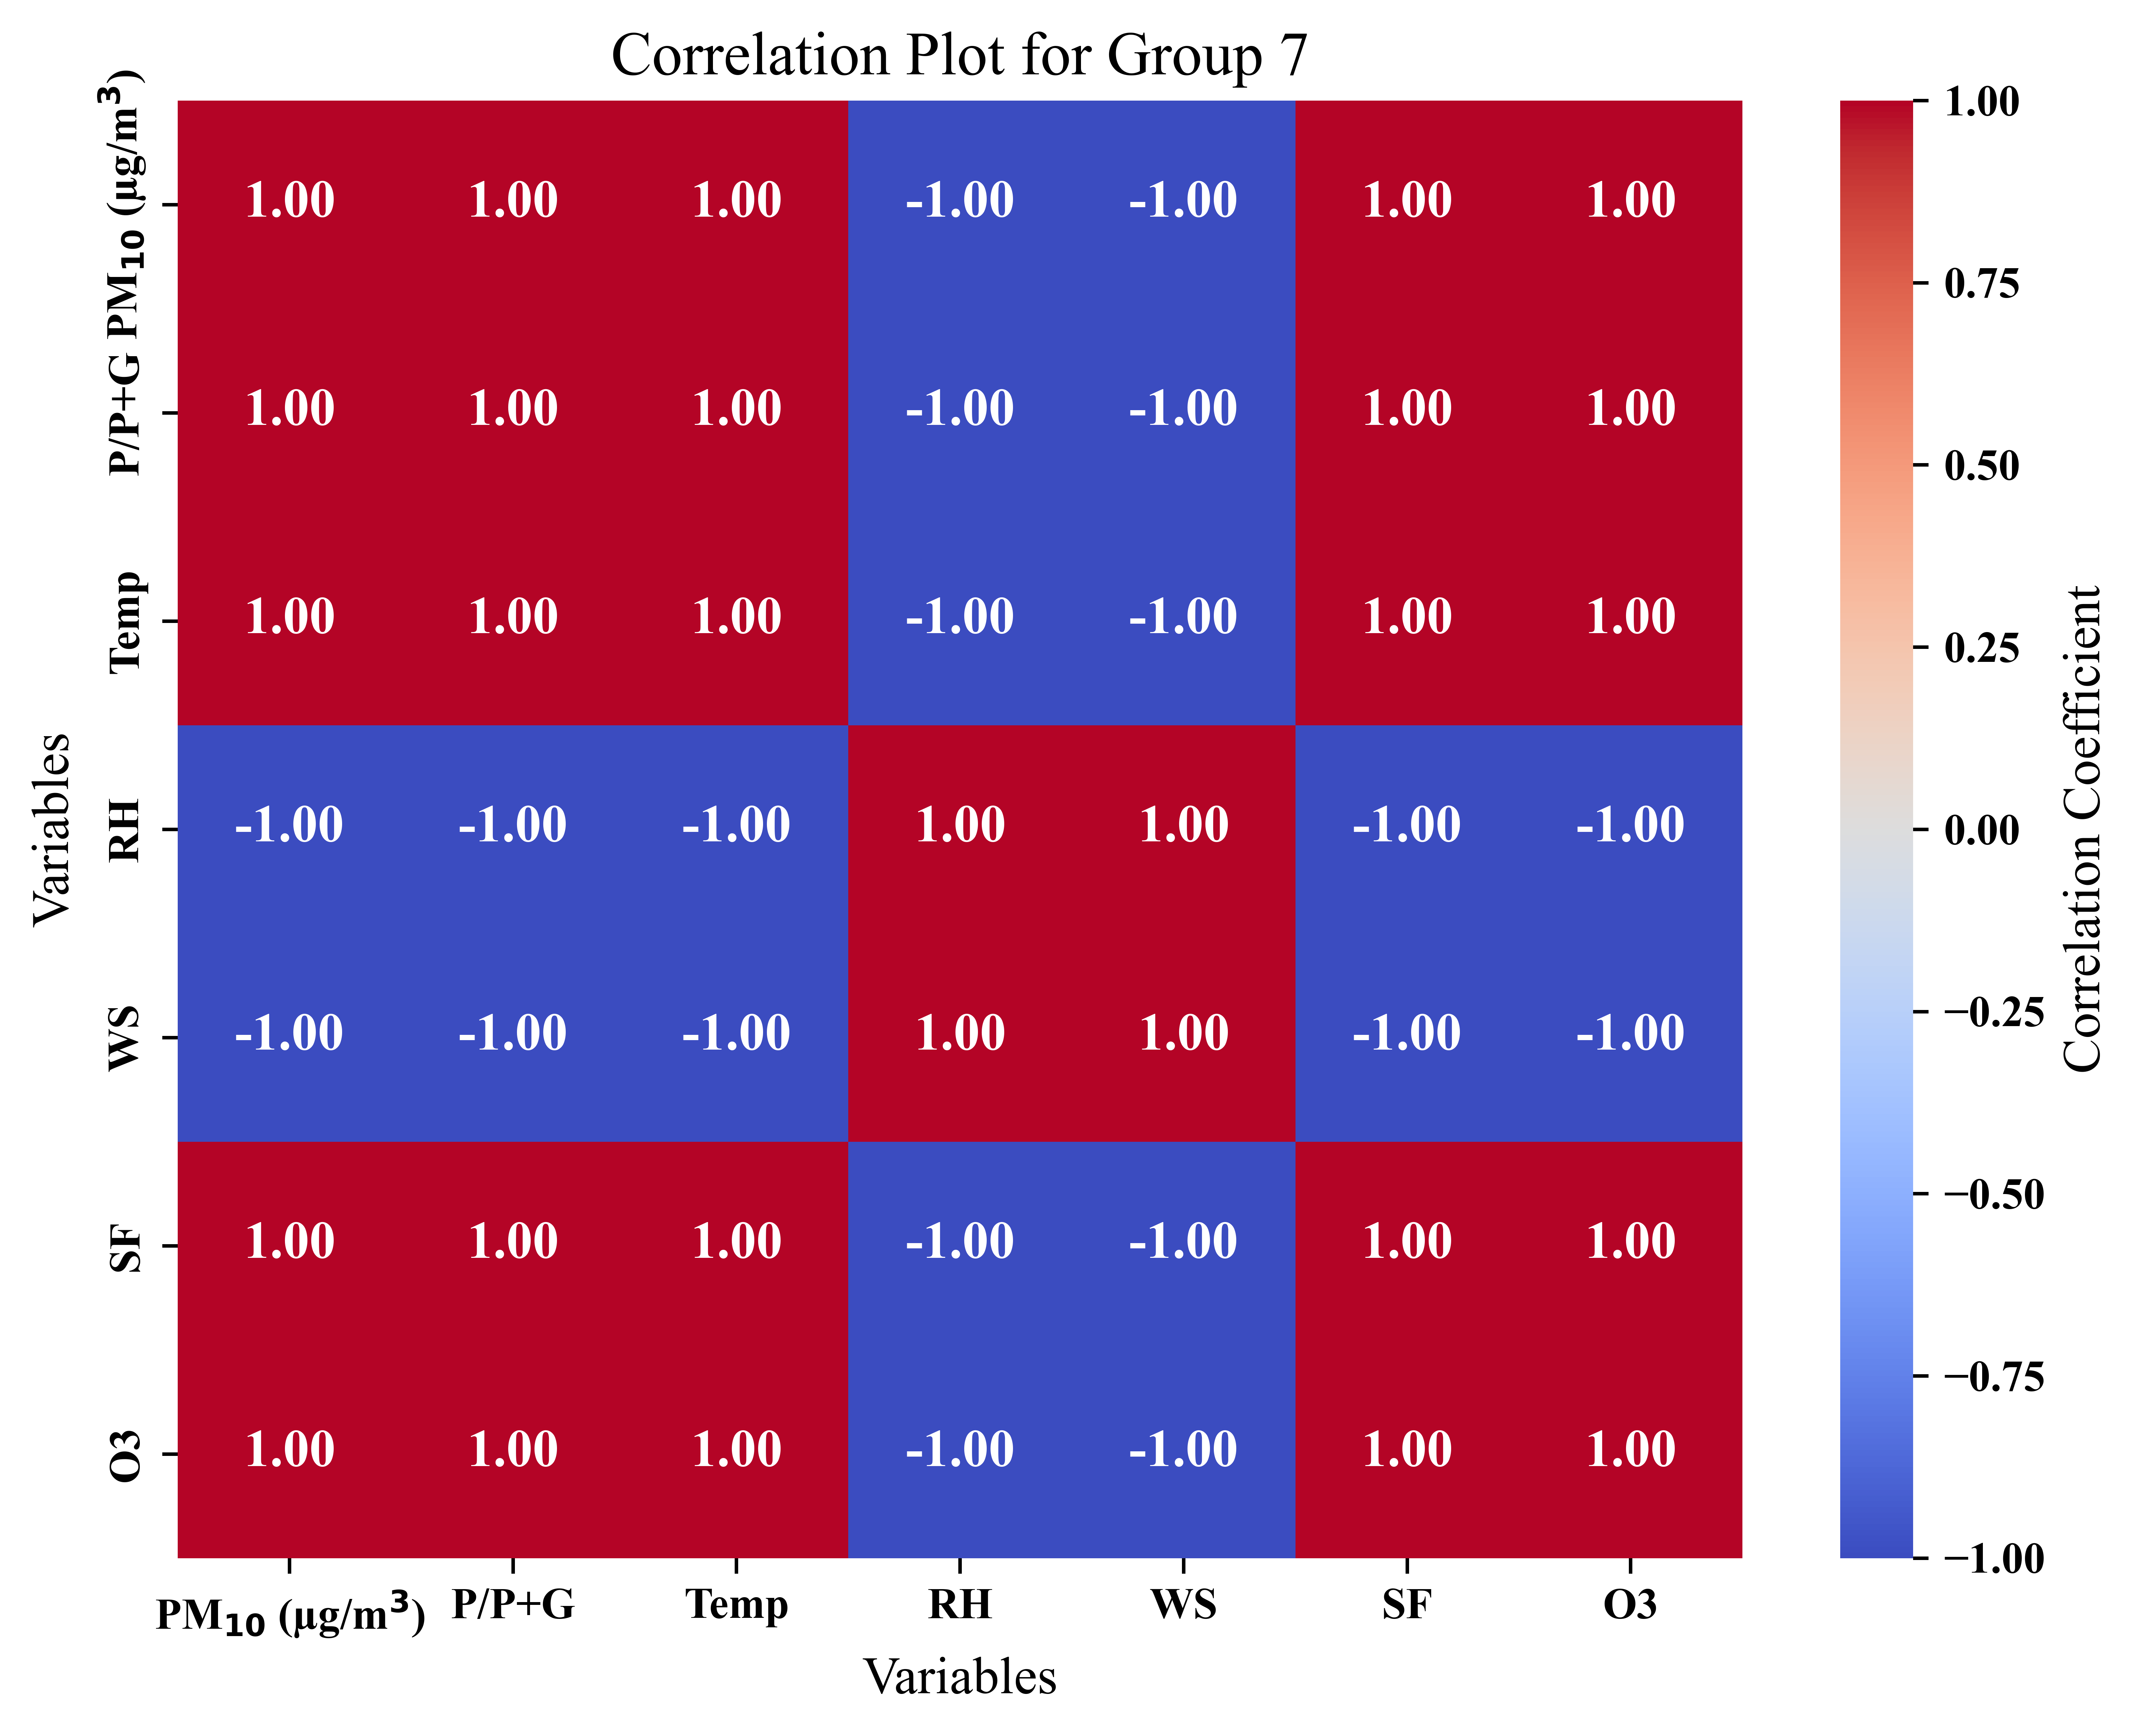 Correlation Plot for Group 7
Variables
PM₁₀ (µg/m³)
1.00 1.00 1.00 -1.00 -1.00 1.00 1.00
P/P+G
1.00 1.00 1.00 -1.00 -1.00 1.00 1.00
Temp
1.00 1.00 1.00 -1.00 -1.00 1.00 1.00
RH
-1.00 -1.00 -1.00 1.00 1.00 -1.00 -1.00
WS
-1.00 -1.00 -1.00 1.00 1.00 -1.00 -1.00
SF
1.00 1.00 1.00 -1.00 -1.00 1.00 1.00
O3
1.00 1.00 1.00 -1.00 -1.00 1.00 1.00
PM₁₀ (µg/m³) P/P+G Temp RH WS SF O3
Variables
1.00
0.75
0.50
0.25
0.00
−0.25
−0.50
−0.75
−1.00
Correlation Coefficient